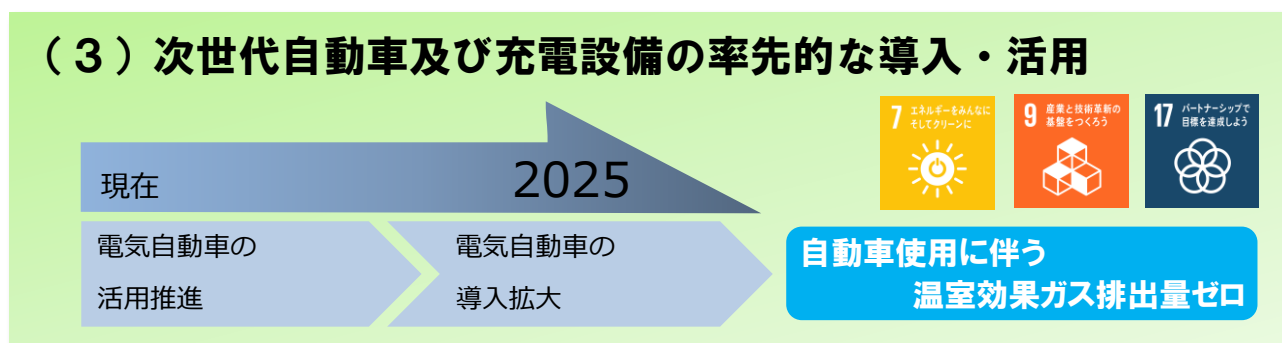 （３）次世代自動車及び充電設備の率先的な導入・活用
7 エネルギーをみんなに
そしてクリーンに
9 産業と技術革新の
基盤をつくろう
17 パートナーシップで
目標を達成しよう
現在
2025
電気自動車の
活用推進
電気自動車の
導入拡大
自動車使用に伴う
温室効果ガス排出量ゼロ